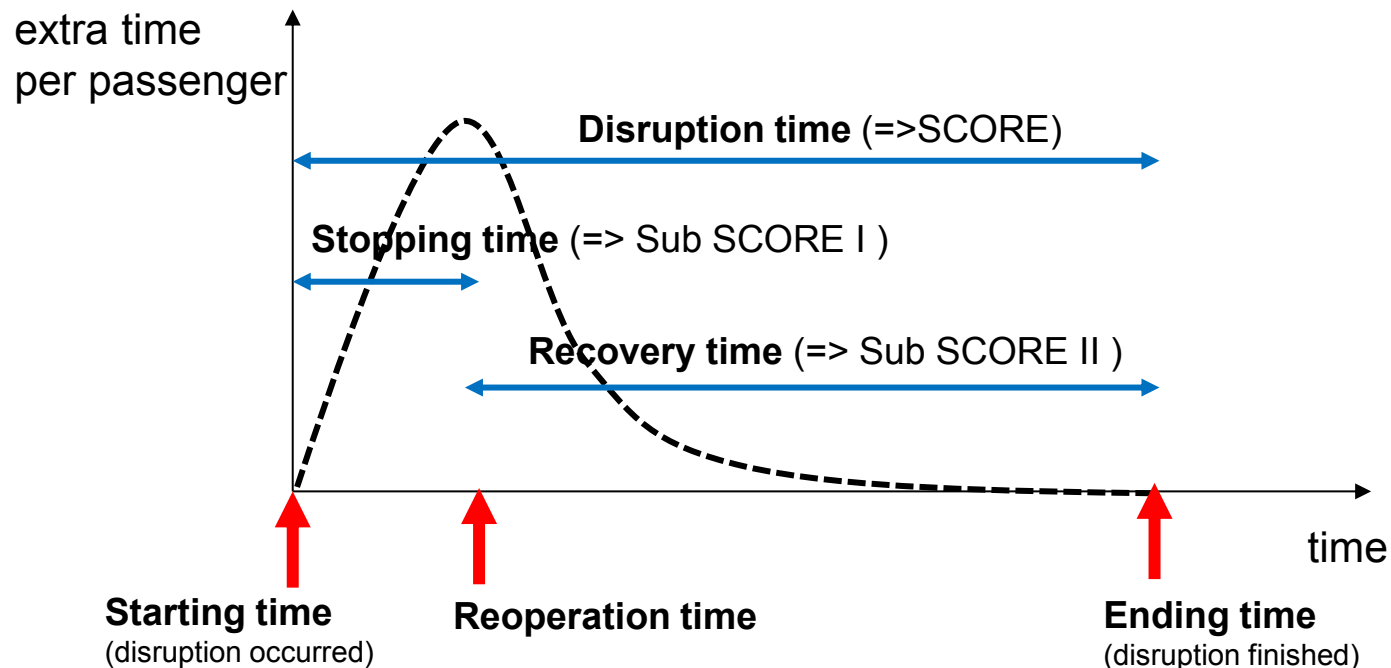 extra time
per passenger
Disruption time (=>SCORE)
Stopping time (=> Sub SCORE I )
Recovery time (=> Sub SCORE II )
time
Starting time
(disruption occurred)
Reoperation time
Ending time
(disruption finished)